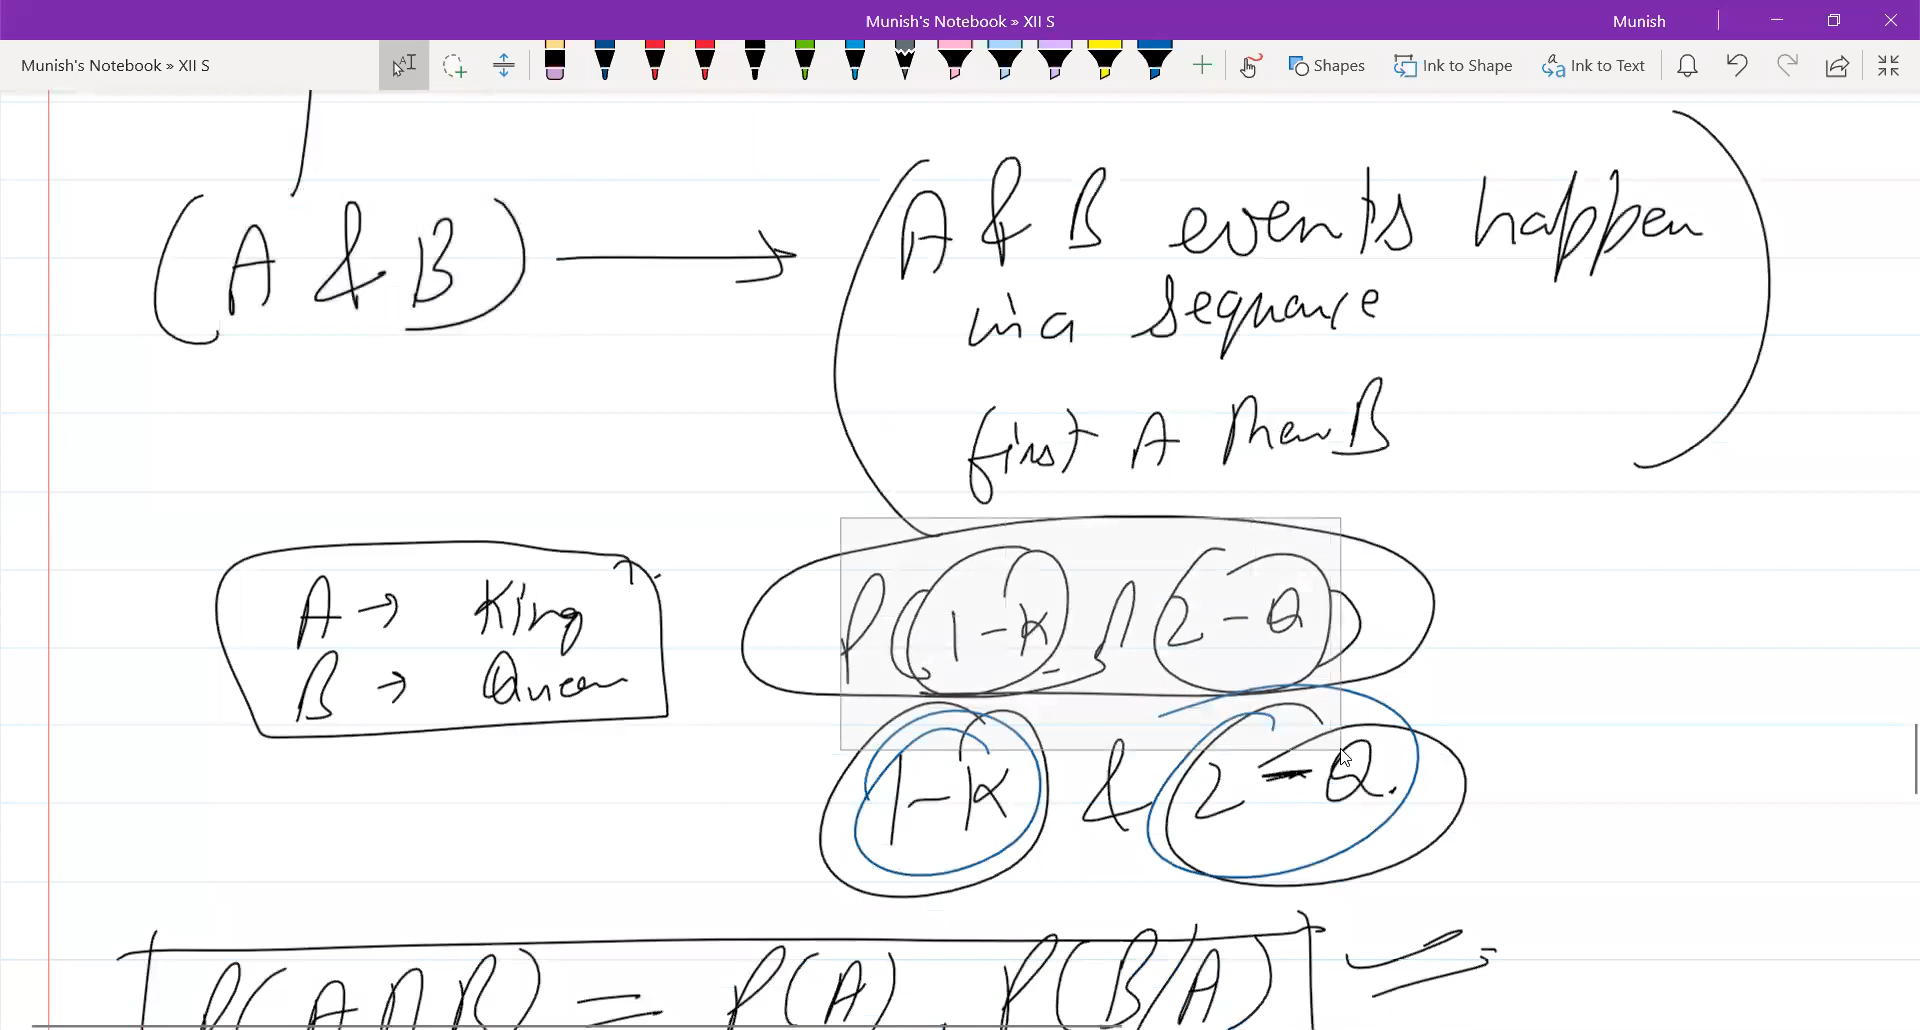 Munish's Notebook » XII S
Munish
Munish's Notebook » XII S
Shapes
Ink to Shape
Ink to Text
(A & B) → (A & B events happen
in a sequence
first A then B)
A → King
B → Queen
P(1-K ∩ 2-Q)
1-K & 2-Q.
P(A∩B) = P(A) . P(B/A)